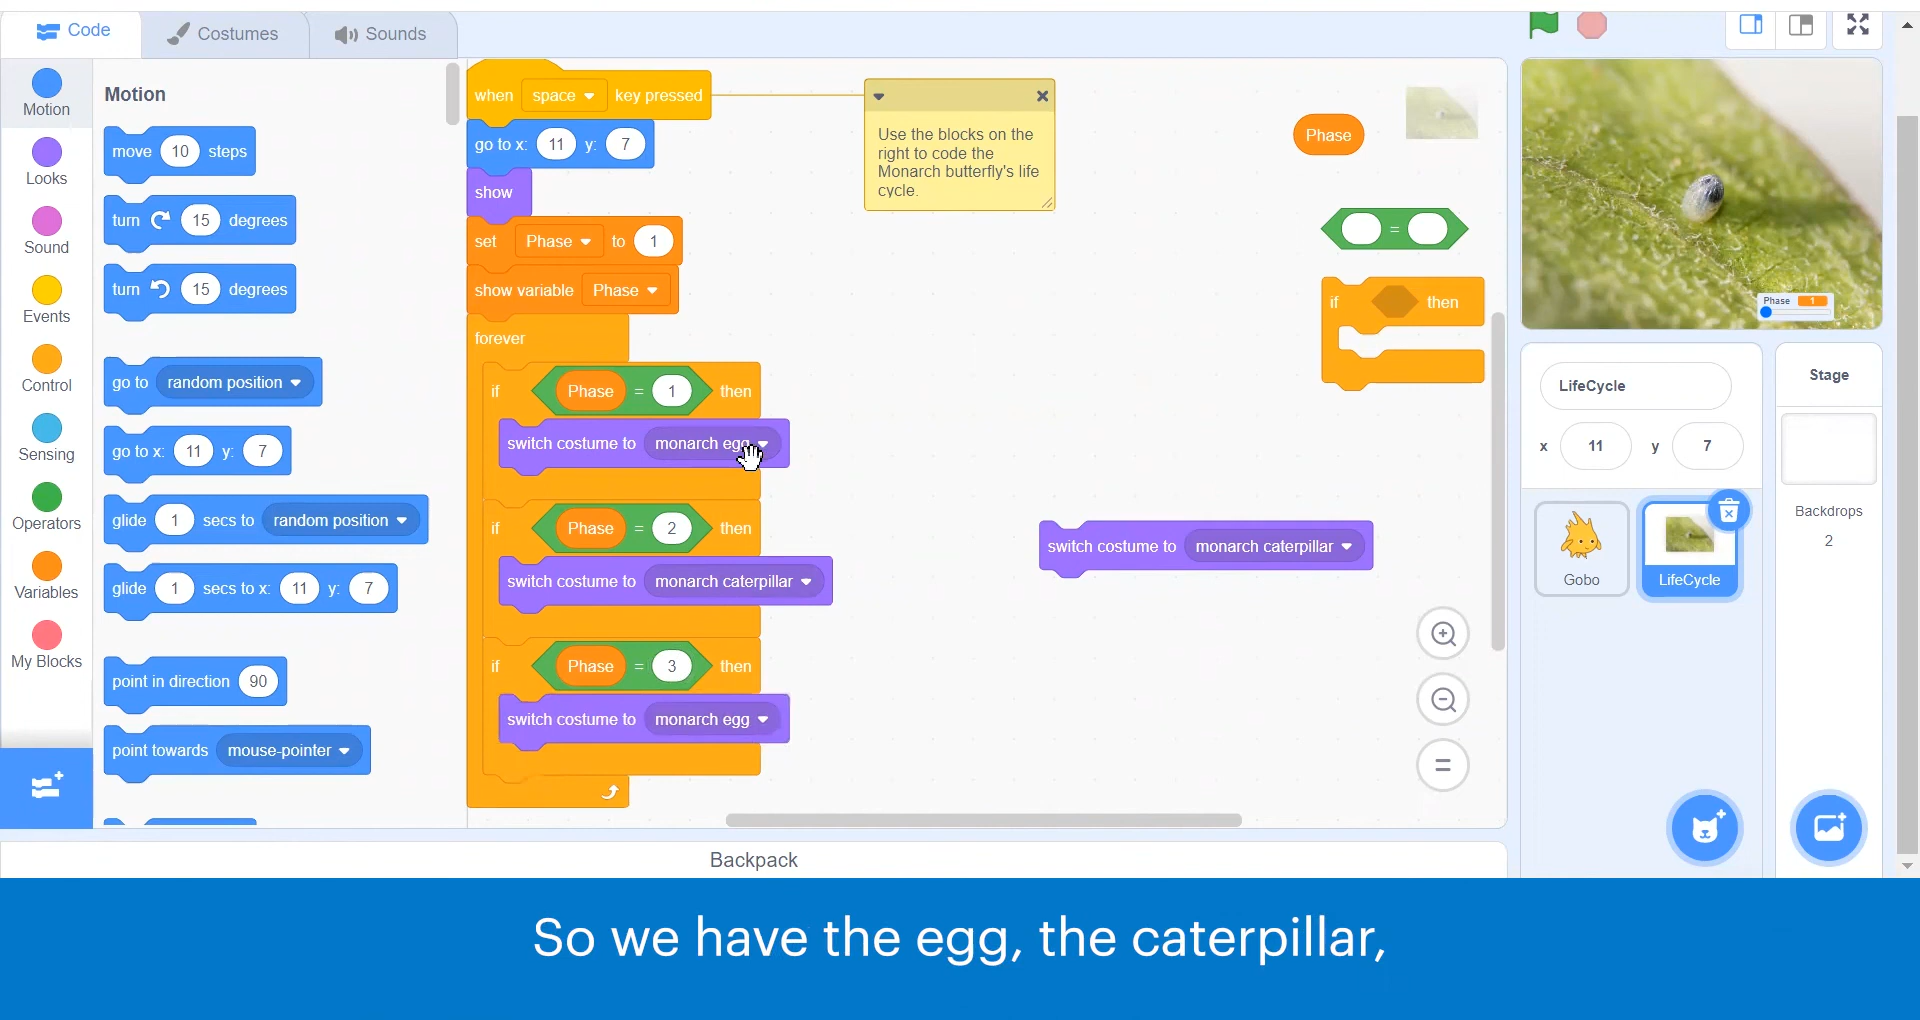 Code
Costumes
Sounds
Motion
Looks
Sound
Events
Control
Sensing
Operators
Variables
My Blocks
Motion
move 10 steps
turn 15 degrees
turn 15 degrees
go to random position
go to x: 11 y: 7
glide 1 secs to random position
glide 1 secs to x: 11 y: 7
point in direction 90
point towards mouse-pointer
when space key pressed
go to x: 11 y: 7
show
set Phase to 1
show variable Phase
forever
if Phase = 1 then
switch costume to monarch egg
if Phase = 2 then
switch costume to monarch caterpillar
if Phase = 3 then
switch costume to monarch egg
Use the blocks on the
right to code the
Monarch butterfly's life
cycle.
Phase
=
if then
switch costume to monarch caterpillar
=
Phase 1
LifeCycle
x 11 y 7
Gobo
LifeCycle
Stage
Backdrops
2
Backpack
So we have the egg, the caterpillar,